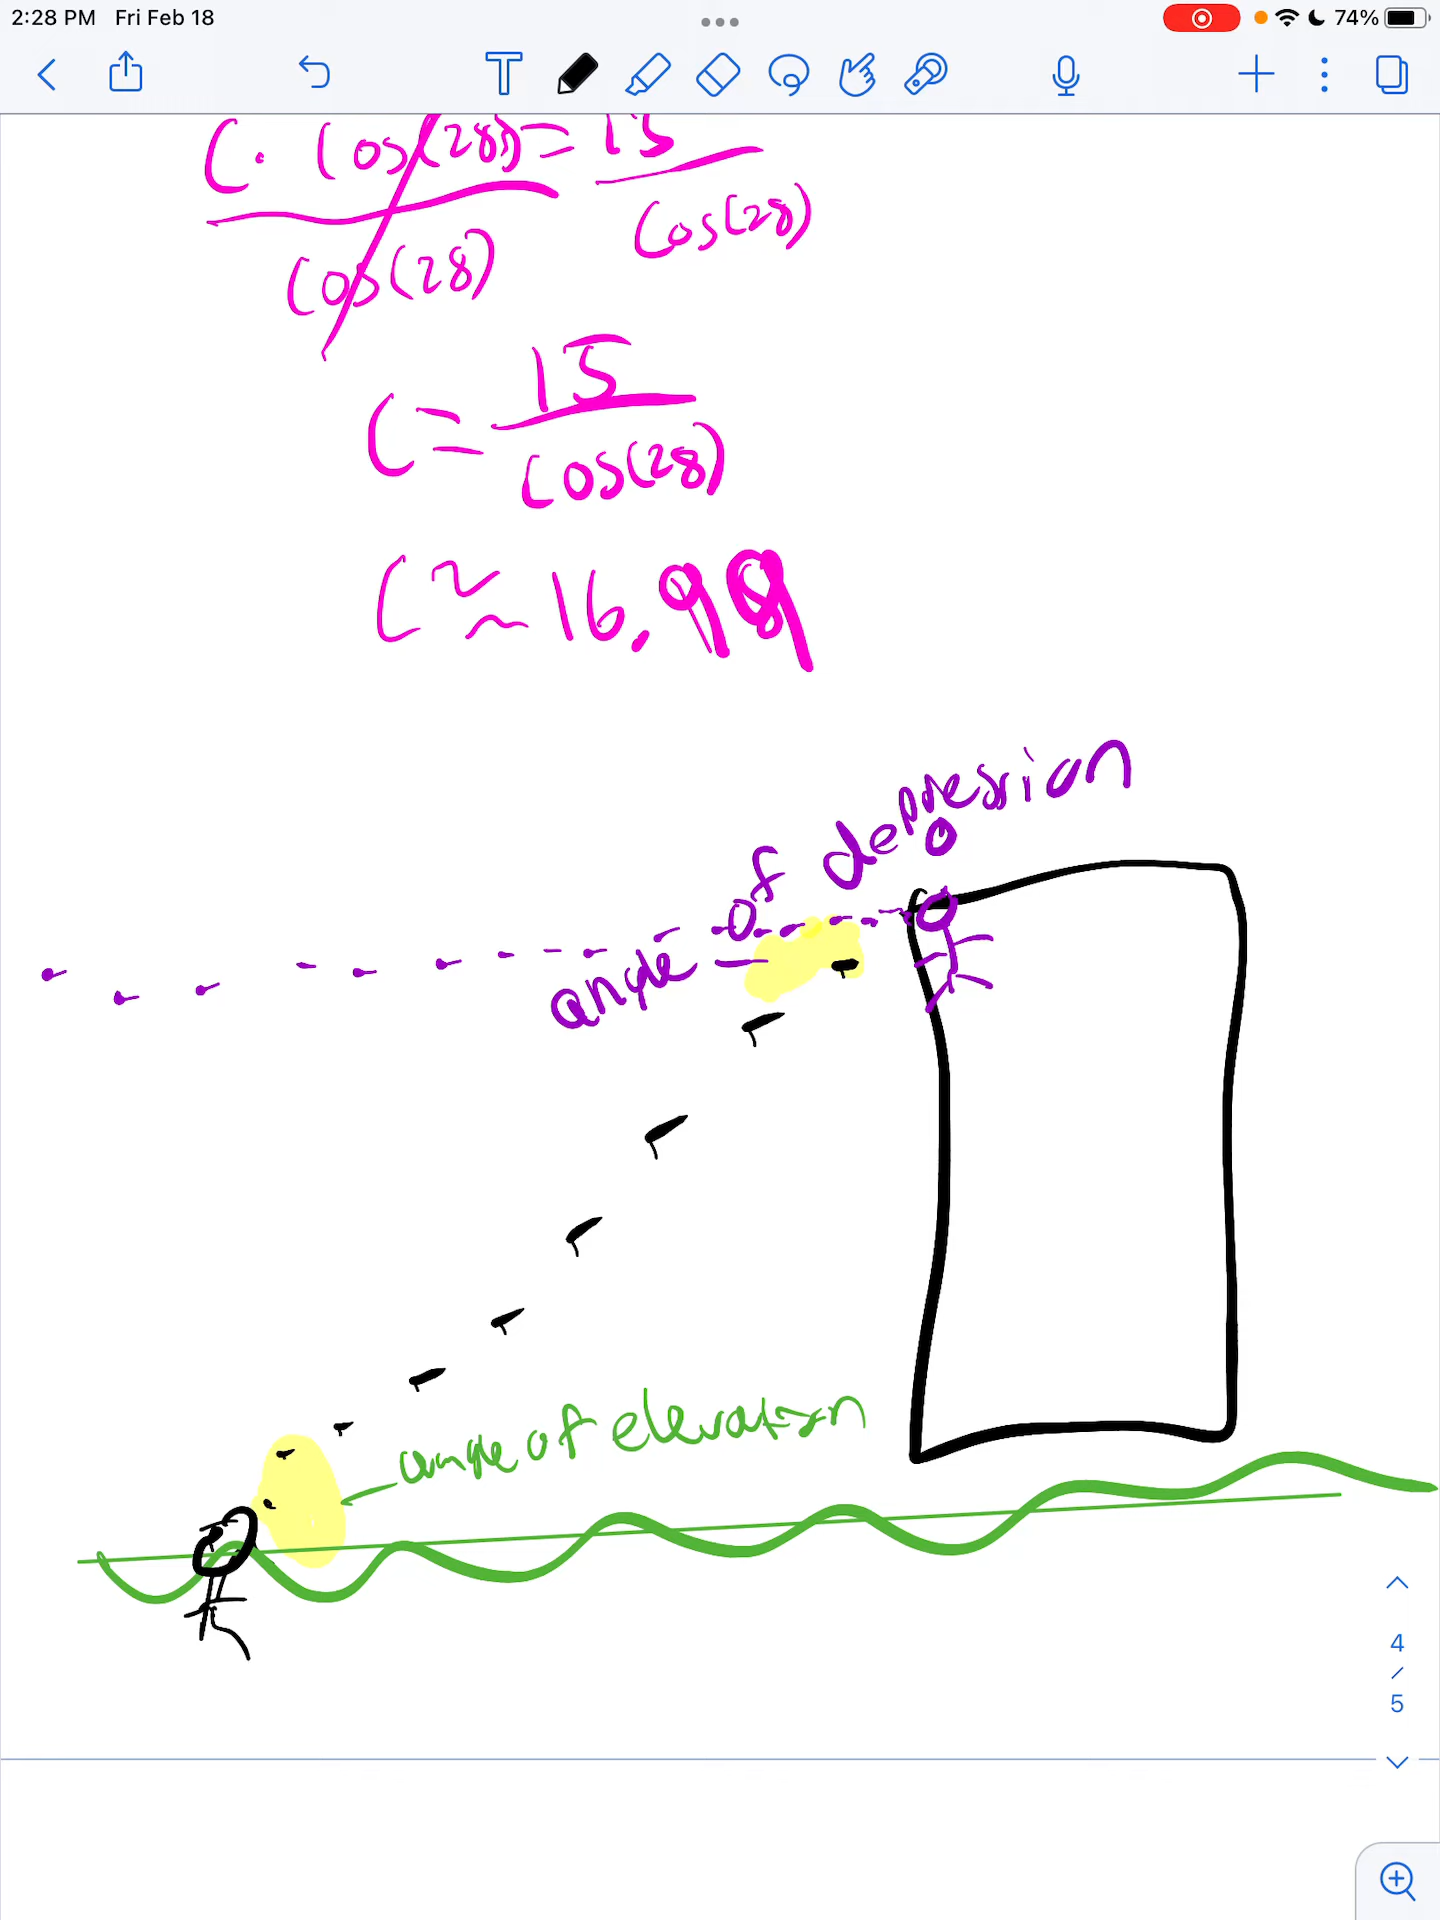 2:28 PM Fri Feb 18
74%
C · Cos(28) = 15
Cos(28) Cos(28)
C = 15
Cos(28)
C ≈ 16.99
angle of depression
angle of elevation
4
/
5